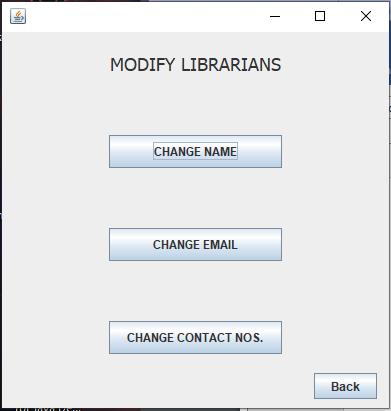 MODIFY LIBRARIANS
CHANGE NAME
CHANGE EMAIL
CHANGE CONTACT NOS.
Back